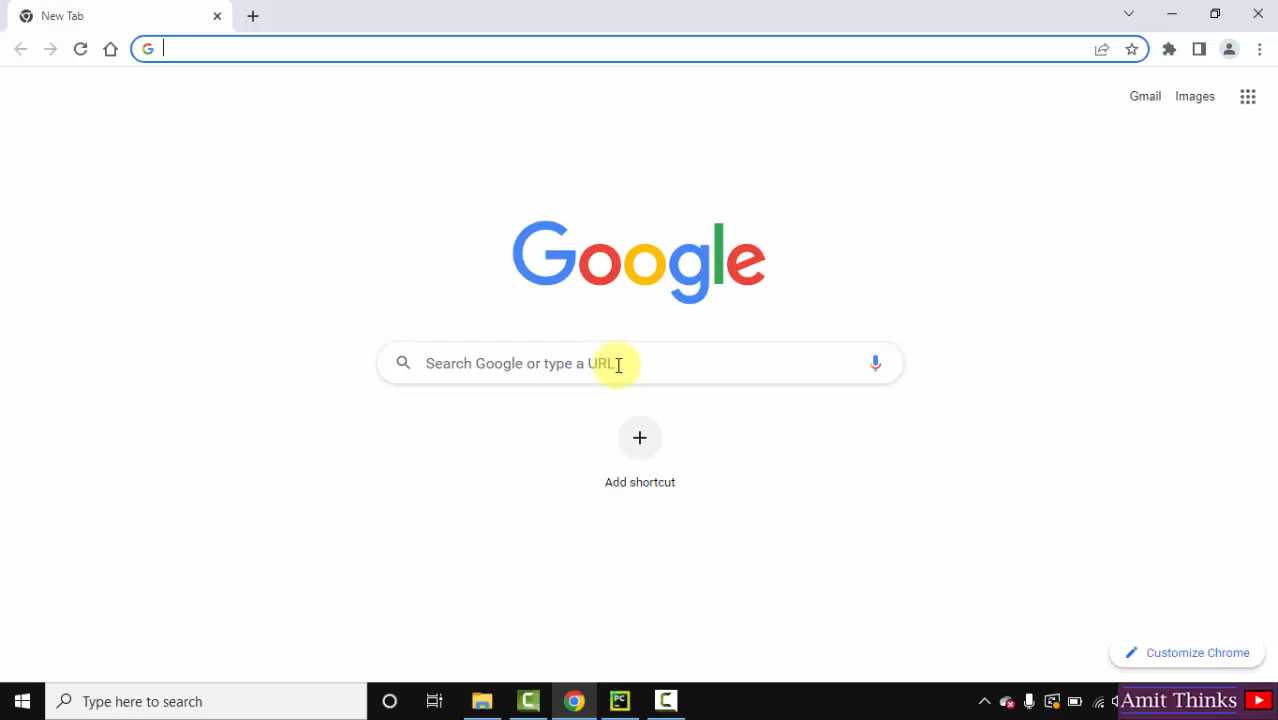 New Tab
Gmail
Images
Google
Search Google or type a URL
Add shortcut
Customize Chrome
Type here to search
PC
Amit Thinks